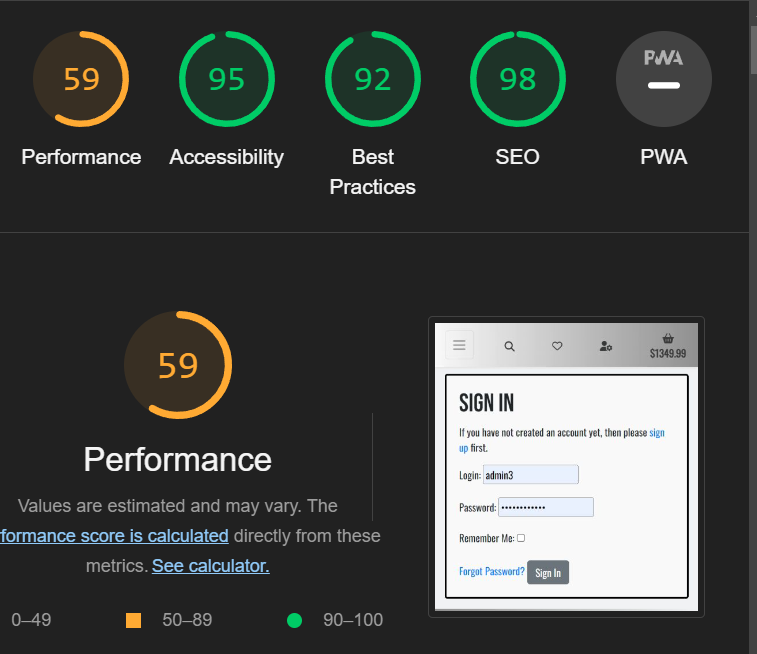 59
95
92
98
PWA
Performance
Accessibility
Best
Practices
SEO
PWA
59
Performance
Values are estimated and may vary. The
formance score is calculated directly from these
metrics. See calculator.
0–49
50–89
90–100
$1349.99
SIGN IN
If you have not created an account yet, then please sign
up first.
Login: admin3
Password: ••••••••••••
Remember Me:
Forgot Password? Sign In